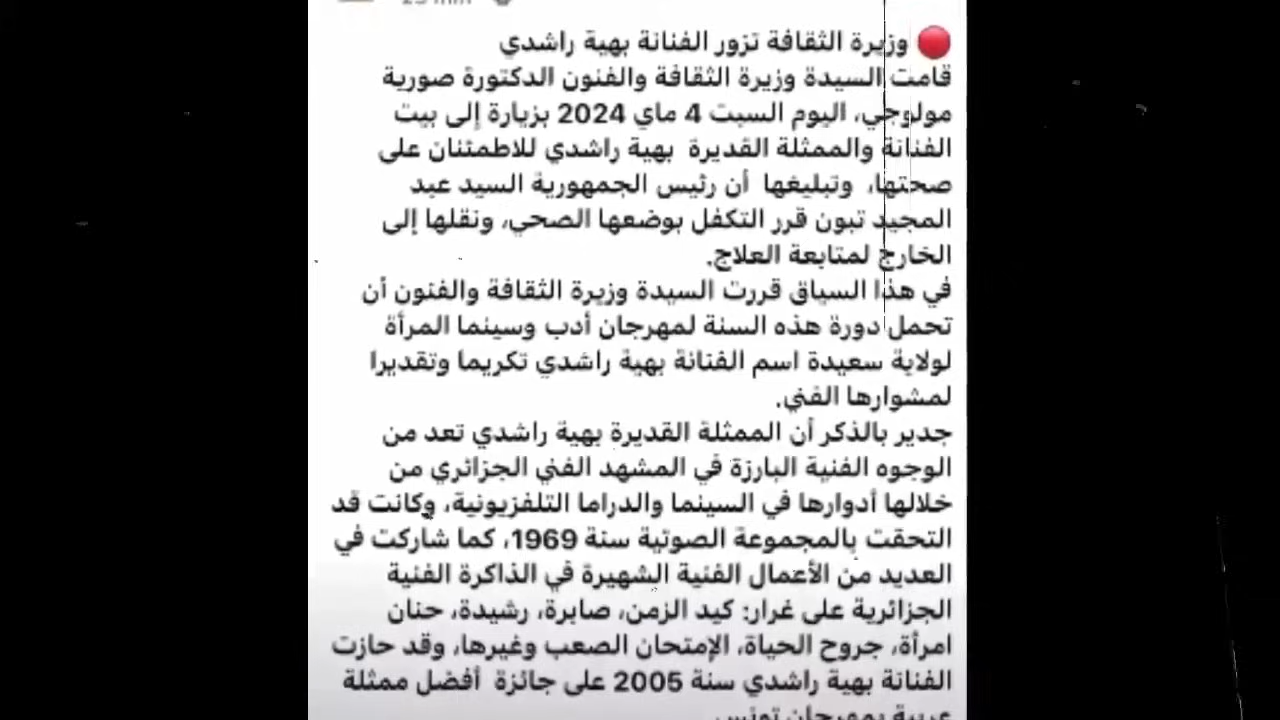 وزيرة الثقافة تزور الفنانة بهية راشدي
قامت السيدة وزيرة الثقافة والفنون الدكتورة صورية
مولوجي، اليوم السبت 4 ماي 2024 بزيارة إلى بيت
الفنانة والممثلة القديرة بهية راشدي للاطمئنان على
صحتها، وتبليغها أن رئيس الجمهورية السيد عبد
المجيد تبون قرر التكفل بوضعها الصحي، ونقلها إلى
الخارج لمتابعة العلاج.
في هذا السياق قررت السيدة وزيرة الثقافة والفنون أن
تحمل دورة هذه السنة لمهرجان أدب وسينما المرأة
لولاية سعيدة اسم الفنانة بهية راشدي تكريما وتقديرا
لمشوارها الفني.
جدير بالذكر أن الممثلة القديرة بهية راشدي تعد من
الوجوه الفنية البارزة في المشهد الفني الجزائري من
خلالها أدوارها في السينما والدراما التلفزيونية، وكانت قد
التحقت بالمجموعة الصوتية سنة 1969، كما شاركت في
العديد من الأعمال الفنية الشهيرة في الذاكرة الفنية
الجزائرية على غرار: كيد الزمن، صابرة، رشيدة، حنان
امرأة، جروح الحياة، الإمتحان الصعب وغيرها، وقد حازت
الفنانة بهية راشدي سنة 2005 على جائزة أفضل ممثلة
عربية بمهرجان تونس